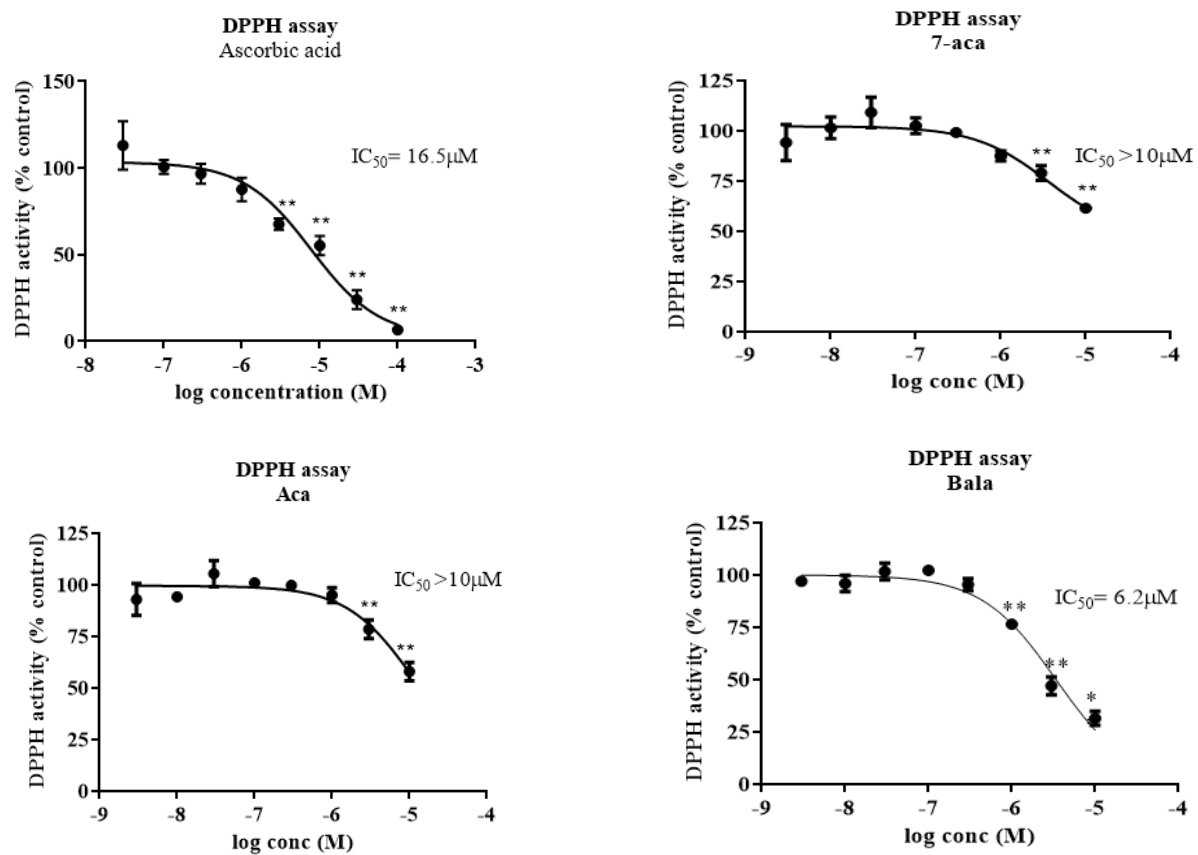 DPPH assay
Ascorbic acid
DPPH activity (% control)
150
100
50
0
IC50= 16.5μM
**
**
**
**
-8
-7
-6
-5
-4
-3
log concentration (M)
DPPH assay
7-aca
DPPH activity (% control)
125
100
75
50
25
0
IC50 >10μM
**
**
-9
-8
-7
-6
-5
-4
log conc (M)
DPPH assay
Aca
DPPH activity (% control)
125
100
75
50
25
0
IC50 >10μM
**
**
-9
-8
-7
-6
-5
-4
log conc (M)
DPPH assay
Bala
DPPH activity (% control)
125
100
75
50
25
0
IC50= 6.2μM
**
**
*
-9
-8
-7
-6
-5
-4
log conc (M)